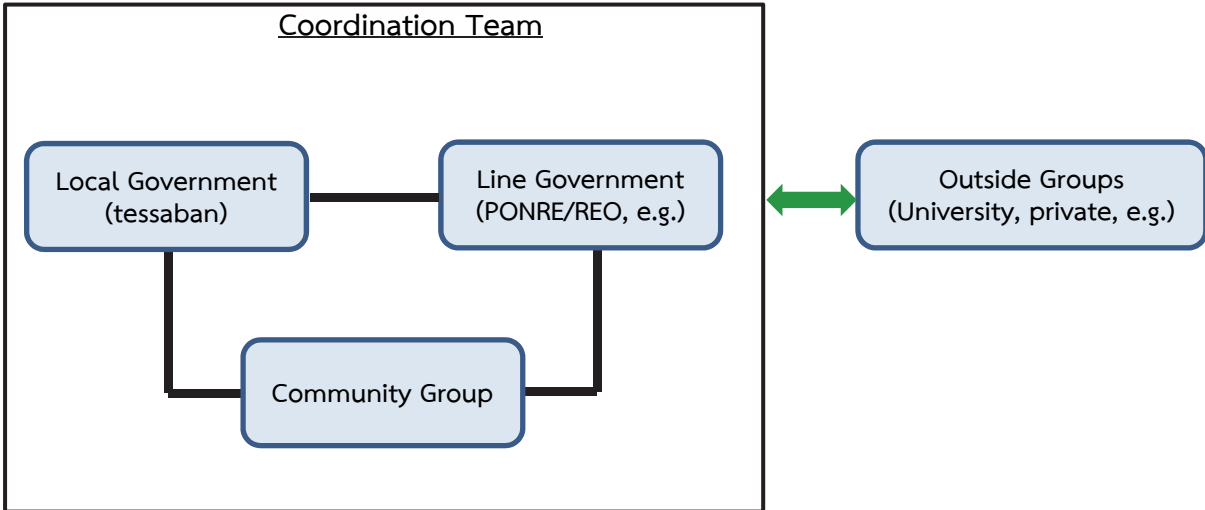 Coordination Team
Local Government
(tessaban)
Line Government
(PONRE/REO, e.g.)
Outside Groups
(University, private, e.g.)
Community Group